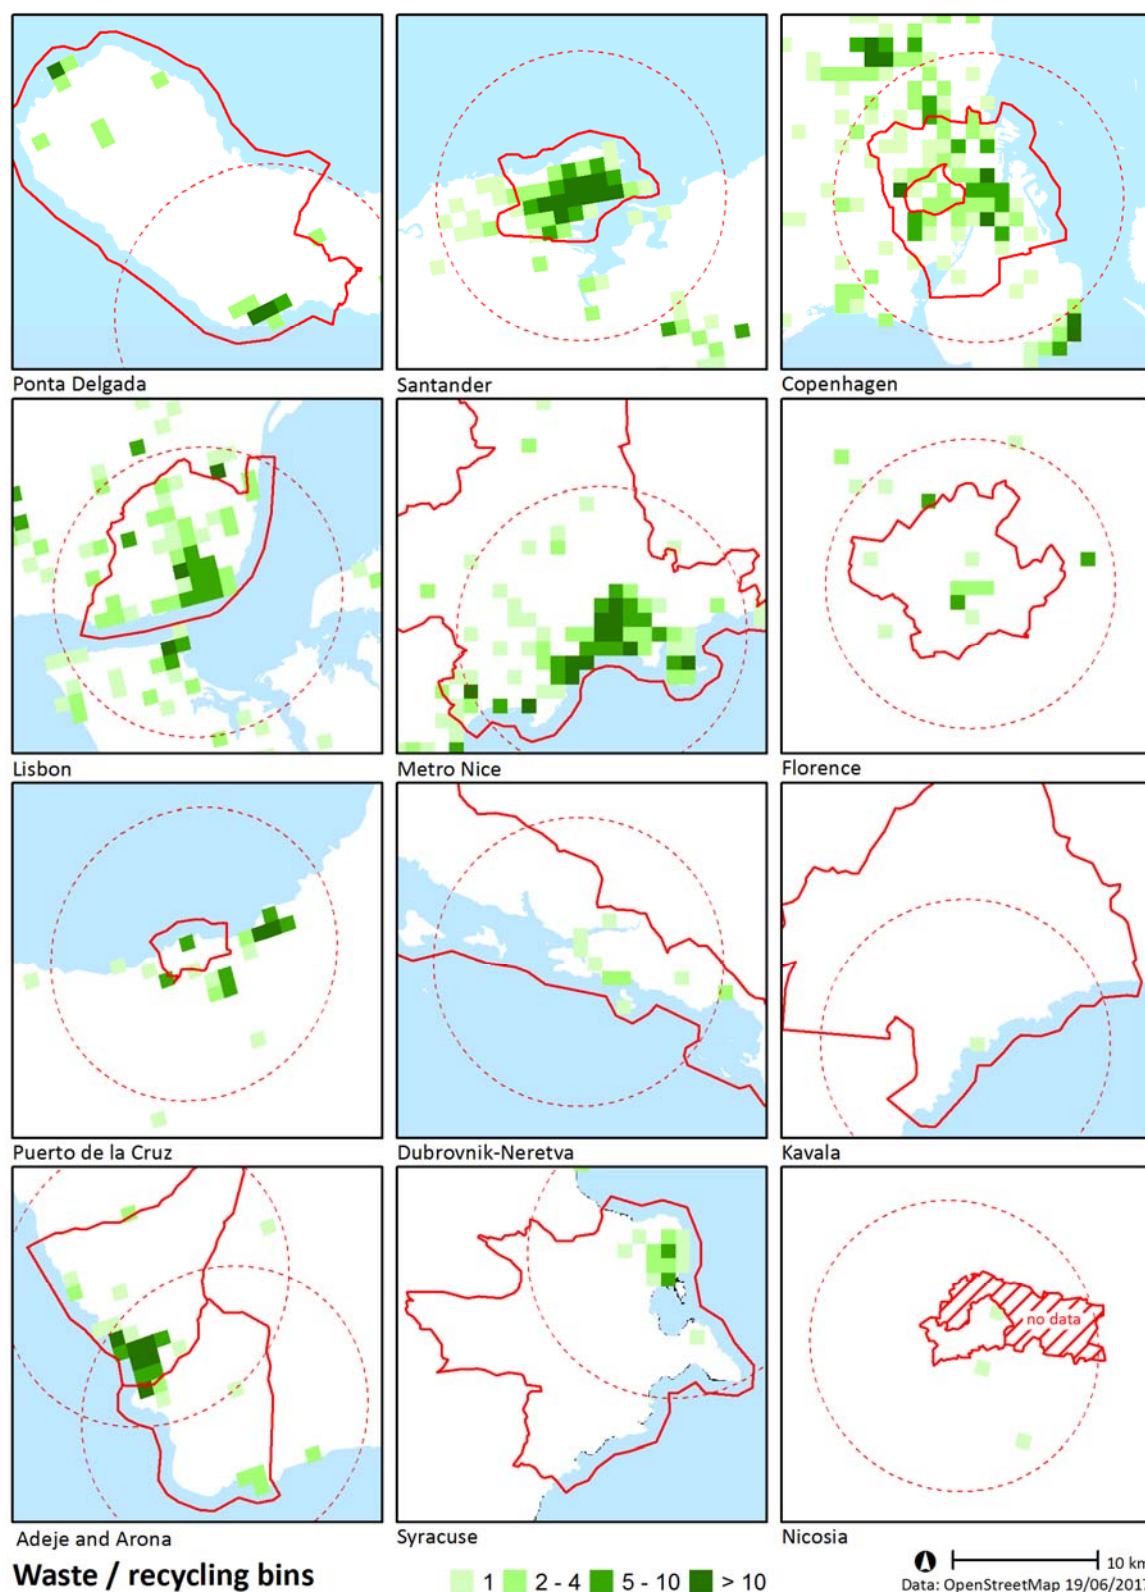 Ponta Delgada
Santander
Copenhagen
Lisbon
Metro Nice
Florence
Puerto de la Cruz
Dubrovnik-Neretva
Kavala
no data
Adeje and Arona
Syracuse
Nicosia
Waste / recycling bins
1 2 - 4 5 - 10 > 10
10 km
Data: OpenStreetMap 19/06/2017